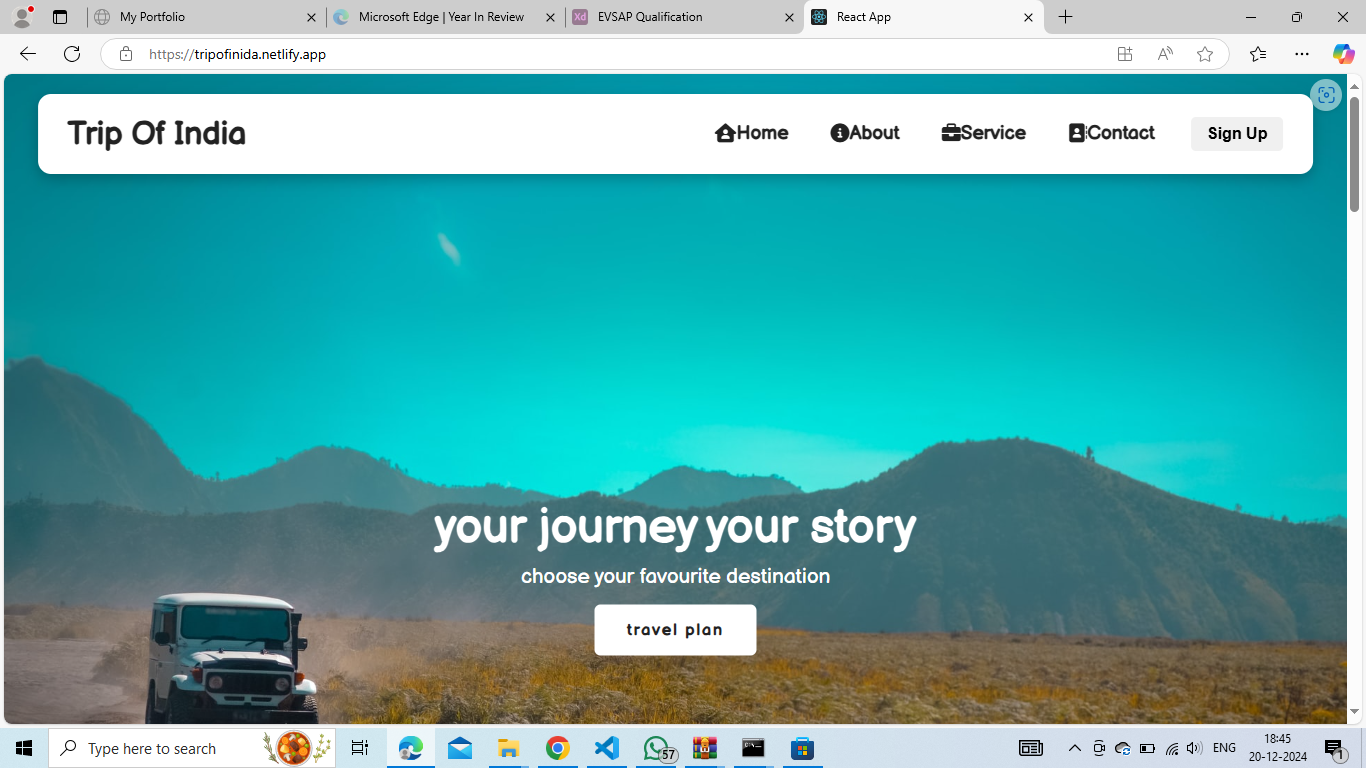 My Portfolio
Microsoft Edge | Year In Review
Xd
EVSAP Qualification
React App
https://tripofinida.netlify.app
Trip Of India
Home
About
Service
Contact
Sign Up
your journey your story
choose your favourite destination
travel plan
Type here to search
57
ENG
18:45
20-12-2024
1